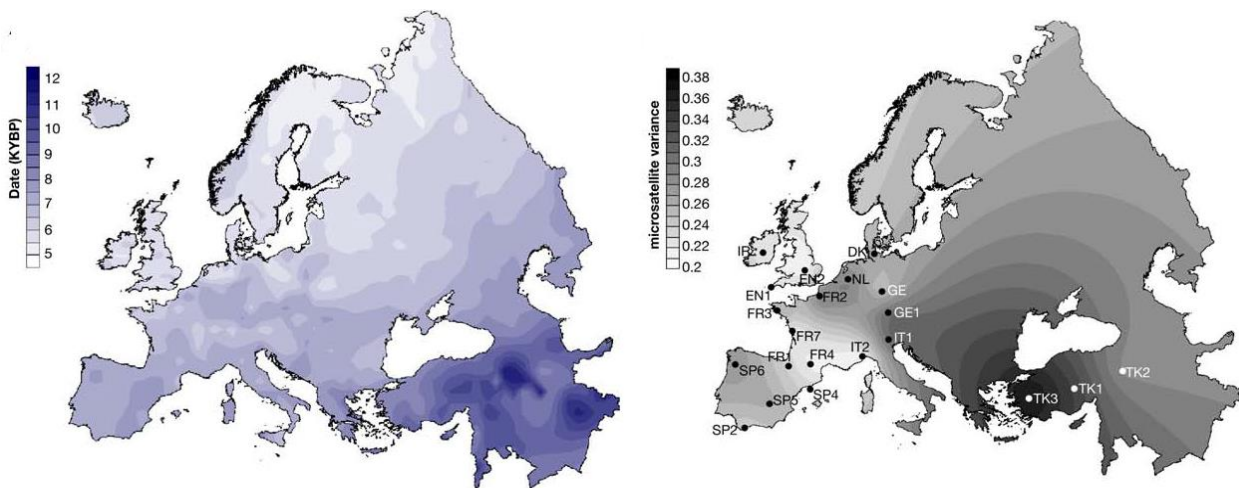 Date (KYBP)
12
11
10
9
8
7
6
5
microsatellite variance
0.38
0.36
0.34
0.32
0.3
0.28
0.26
0.24
0.22
0.2
EN2
EN1
DK
NL
FR2
GE
FR3
GE1
FR7
IT1
IT2
FR1
FR4
SP6
SP5
SP4
SP2
TK2
TK1
TK3